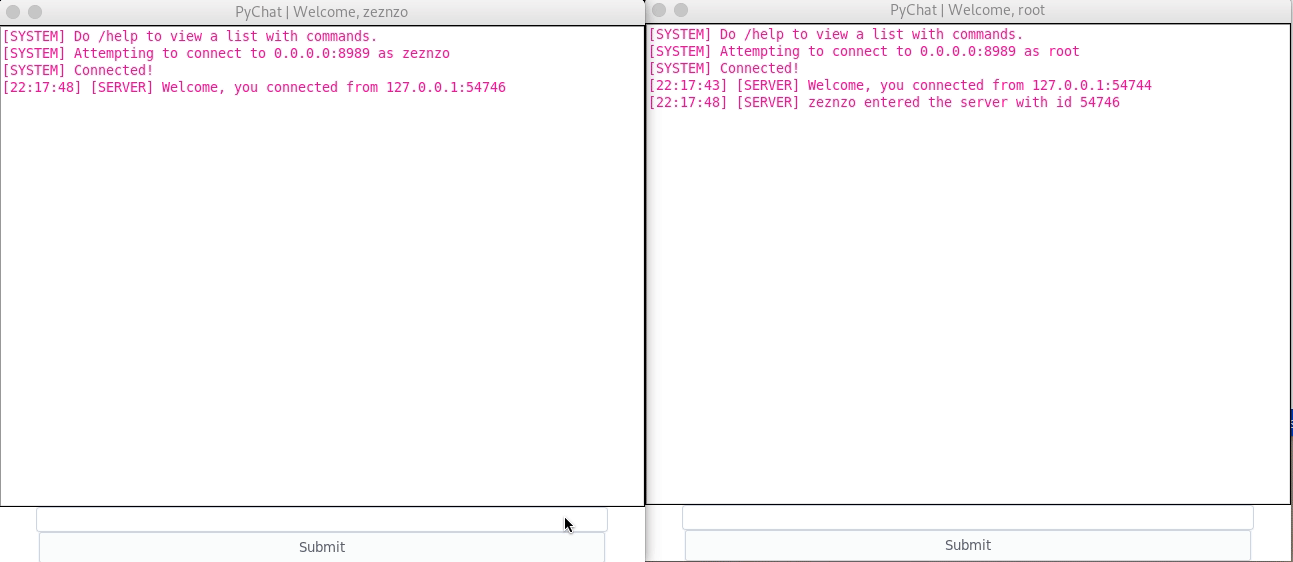 PyChat | Welcome, zeznzo
[SYSTEM] Do /help to view a list with commands.
[SYSTEM] Attempting to connect to 0.0.0.0:8989 as zeznzo
[SYSTEM] Connected!
[22:17:48] [SERVER] Welcome, you connected from 127.0.0.1:54746
Submit
PyChat | Welcome, root
[SYSTEM] Do /help to view a list with commands.
[SYSTEM] Attempting to connect to 0.0.0.0:8989 as root
[SYSTEM] Connected!
[22:17:43] [SERVER] Welcome, you connected from 127.0.0.1:54744
[22:17:48] [SERVER] zeznzo entered the server with id 54746
Submit